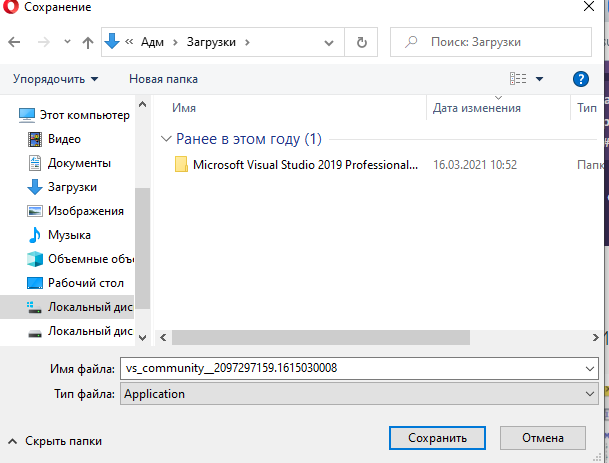 Сохранение
« Адм > Загрузки >
Поиск: Загрузки
Упорядочить
Новая папка
Имя
Дата изменения
Тип
Этот компьютер
Видео
Документы
Загрузки
Изображения
Музыка
Объемные объ
Рабочий стол
Локальный дис
Локальный дис
Ранее в этом году (1)
Microsoft Visual Studio 2019 Professional...
16.03.2021 10:52
Папк
Имя файла:
vs_community__2097297159.1615030008
Тип файла:
Application
Скрыть папки
Сохранить
Отмена